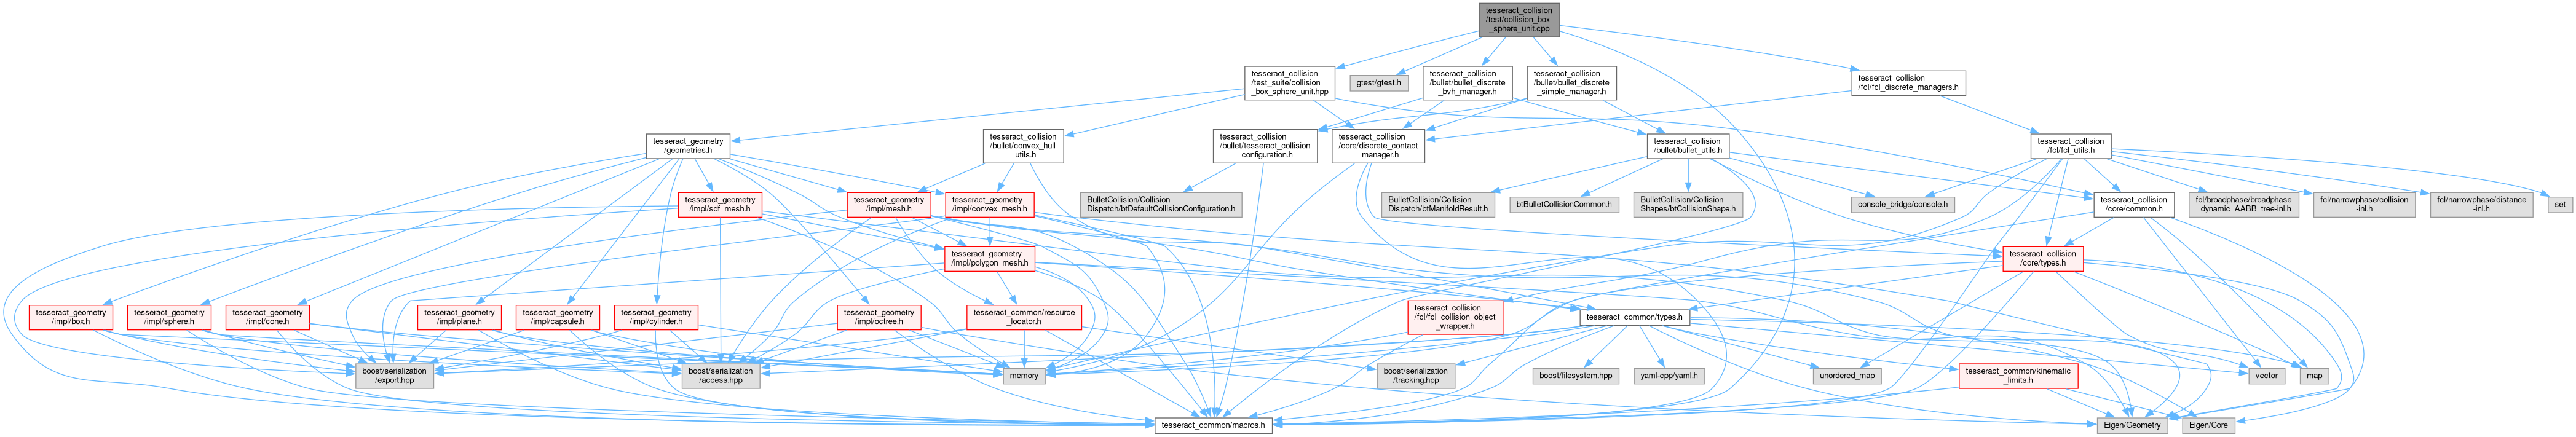 tesseract_collision
/test/collision_box
_sphere_unit.cpp
tesseract_collision
/test_suite/collision
_box_sphere_unit.hpp
gtest/gtest.h
tesseract_collision
/bullet/bullet_discrete
_bvh_manager.h
tesseract_collision
/bullet/bullet_discrete
_simple_manager.h
tesseract_collision
/fcl/fcl_discrete_managers.h
tesseract_geometry
/geometries.h
tesseract_collision
/bullet/convex_hull
_utils.h
tesseract_collision
/bullet/tesseract_collision
_configuration.h
tesseract_collision
/core/discrete_contact
_manager.h
tesseract_collision
/bullet/bullet_utils.h
tesseract_collision
/fcl/fcl_utils.h
tesseract_geometry
/impl/sdf_mesh.h
tesseract_geometry
/impl/mesh.h
tesseract_geometry
/impl/convex_mesh.h
BulletCollision/Collision
Dispatch/btDefaultCollisionConfiguration.h
BulletCollision/Collision
Dispatch/btManifoldResult.h
btBulletCollisionCommon.h
BulletCollision/Collision
Shapes/btCollisionShape.h
console_bridge/console.h
tesseract_collision
/core/common.h
fcl/broadphase/broadphase
_dynamic_AABB_tree-inl.h
fcl/narrowphase/collision
-inl.h
fcl/narrowphase/distance
-inl.h
set
tesseract_geometry
/impl/polygon_mesh.h
tesseract_collision
/core/types.h
tesseract_geometry
/impl/box.h
tesseract_geometry
/impl/sphere.h
tesseract_geometry
/impl/cone.h
tesseract_geometry
/impl/plane.h
tesseract_geometry
/impl/capsule.h
tesseract_geometry
/impl/cylinder.h
tesseract_geometry
/impl/octree.h
tesseract_common/resource
_locator.h
tesseract_collision
/fcl/fcl_collision_object
_wrapper.h
tesseract_common/types.h
boost/serialization
/export.hpp
boost/serialization
/access.hpp
memory
boost/serialization
/tracking.hpp
boost/filesystem.hpp
yaml-cpp/yaml.h
unordered_map
tesseract_common/kinematic
_limits.h
vector
map
tesseract_common/macros.h
Eigen/Geometry
Eigen/Core